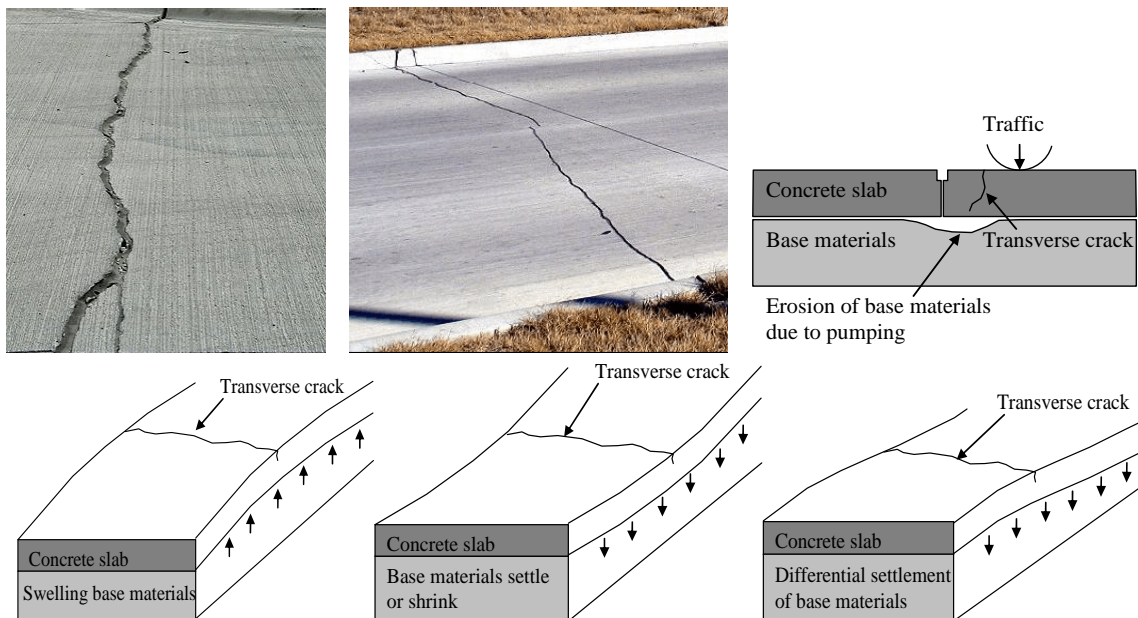 Traffic
Concrete slab
Base materials
Transverse crack
Erosion of base materials
due to pumping
Transverse crack
Concrete slab
Swelling base materials
Transverse crack
Concrete slab
Base materials settle
or shrink
Transverse crack
Concrete slab
Differential settlement
of base materials